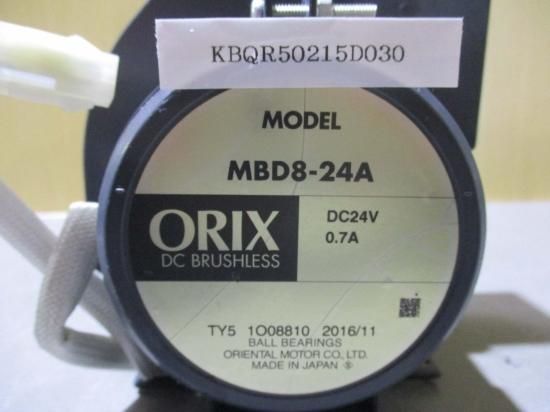 KBQR50215D030
MODEL
MBD8-24A
ORIX
DC BRUSHLESS
DC24V
0.7A
TY5 1O08810 2016/11
BALL BEARINGS
ORIENTAL MOTOR CO., LTD.
MADE IN JAPAN Ⓢ